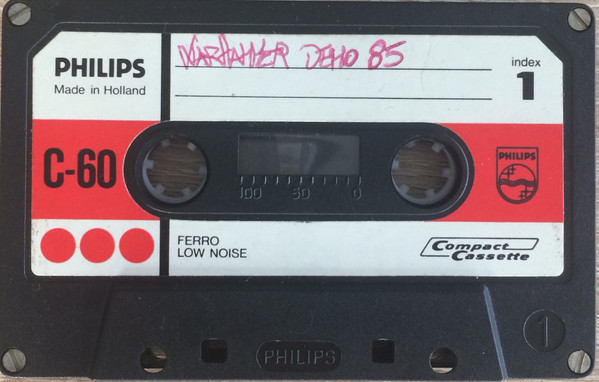 WARHAMMER DEMO 85
PHILIPS
Made in Holland
index
1
C-60
100 50 0
PHILIPS
FERRO
LOW NOISE
Compact
Cassette
PHILIPS
1